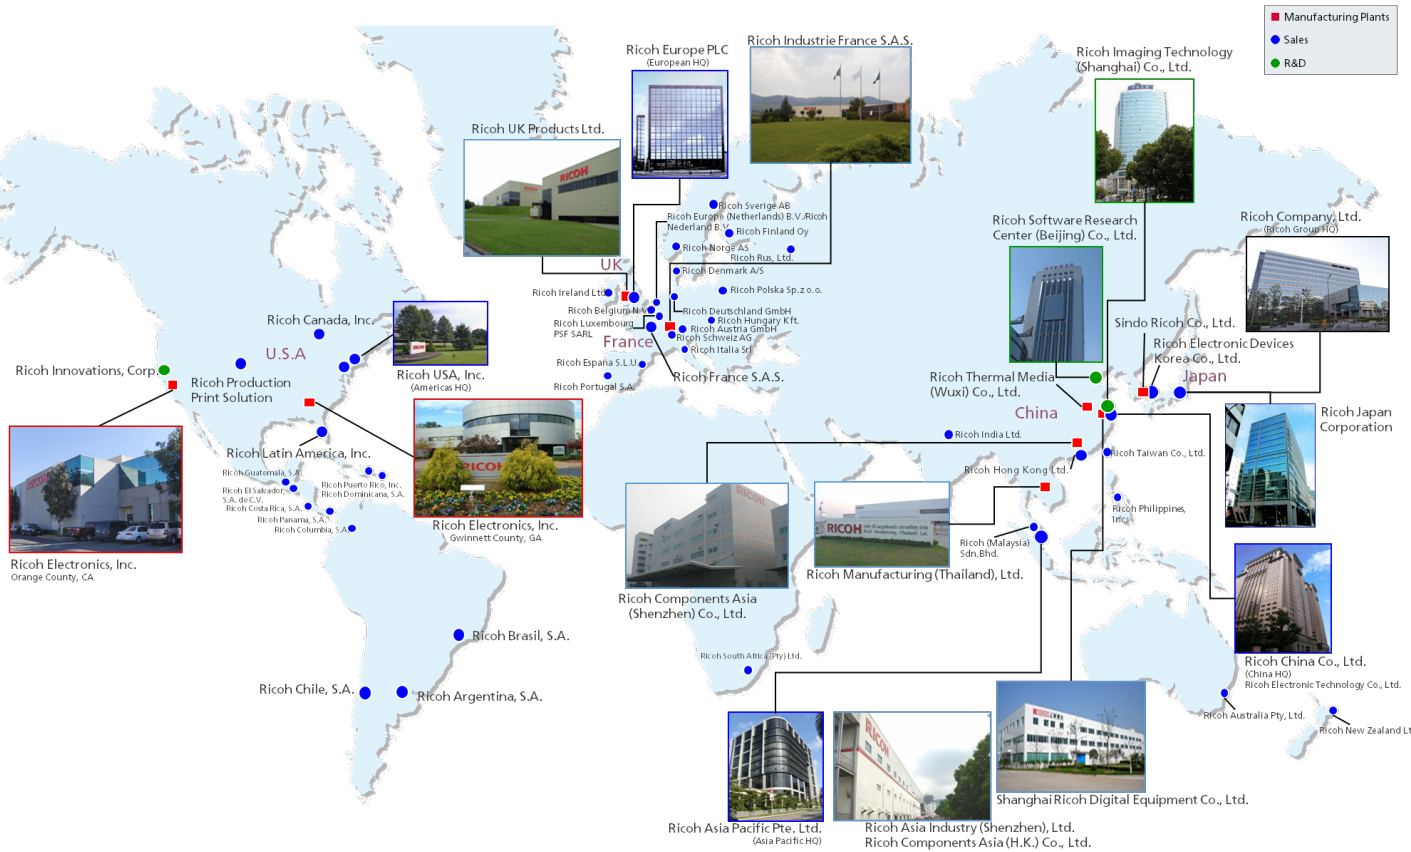 Manufacturing Plants
Sales
R&D
Ricoh Europe PLC
(European HQ)
Ricoh Industrie France S.A.S.
Ricoh Imaging Technology
(Shanghai) Co., Ltd.
Ricoh UK Products Ltd.
RICOH
RICOH
Ricoh Software Research
Center (Beijing) Co., Ltd.
Ricoh Company, Ltd.
(Ricoh Group HQ)
Ricoh Sverige AB
Ricoh Europe (Netherlands) B.V./Ricoh
Nederland B.V.
Ricoh Finland Oy
Ricoh Norge AS
Ricoh Rus, Ltd.
UK
Ricoh Denmark A/S
Ricoh Ireland Ltd.
Ricoh Polska Sp.z o.o.
Ricoh Belgium N.V.
Ricoh Deutschland GmbH
Ricoh Luxembourg
PSF SARL
Ricoh Hungary Kft.
Ricoh Austria GmbH
Ricoh Schweiz AG
France
Ricoh Italia Srl
Ricoh Espana S.L.U.
Ricoh France S.A.S.
Ricoh Portugal S.A.
Ricoh Canada, Inc.
U.S.A
Ricoh USA, Inc.
(Americas HQ)
Ricoh Innovations, Corp.
Ricoh Production
Print Solution
Sindo Ricoh Co., Ltd.
Ricoh Electronic Devices
Korea Co., Ltd.
Japan
Ricoh Thermal Media
(Wuxi) Co., Ltd.
China
Ricoh Japan
Corporation
Ricoh India Ltd.
Ricoh Taiwan Co., Ltd.
Ricoh Hong Kong Ltd.
Ricoh Philippines,
Inc.
Ricoh (Malaysia)
Sdn.Bhd.
Ricoh Latin America, Inc.
Ricoh Guatemala, S.A.
Ricoh El Salvador,
S.A. de C.V.
Ricoh Puerto Rico, Inc.
Ricoh Dominicana, S.A.
Ricoh Costa Rica, S.A.
Ricoh Panama, S.A.
Ricoh Columbia, S.A.
RICOH
RICOH
Ricoh Electronics, Inc.
Gwinnett County, GA
Ricoh Electronics, Inc.
Orange County, CA
RICOH
RICOH
Ricoh Manufacturing (Thailand), Ltd.
Ricoh Components Asia
(Shenzhen) Co., Ltd.
Ricoh Brasil, S.A.
Ricoh Chile, S.A.
Ricoh Argentina, S.A.
Ricoh South Africa (Pty) Ltd.
Ricoh China Co., Ltd.
(China HQ)
Ricoh Electronic Technology Co., Ltd.
Ricoh Australia Pty, Ltd.
Ricoh New Zealand Lt
RICOH
Shanghai Ricoh Digital Equipment Co., Ltd.
Ricoh Asia Pacific Pte. Ltd.
(Asia Pacific HQ)
Ricoh Asia Industry (Shenzhen), Ltd.
Ricoh Components Asia (H.K.) Co., Ltd.